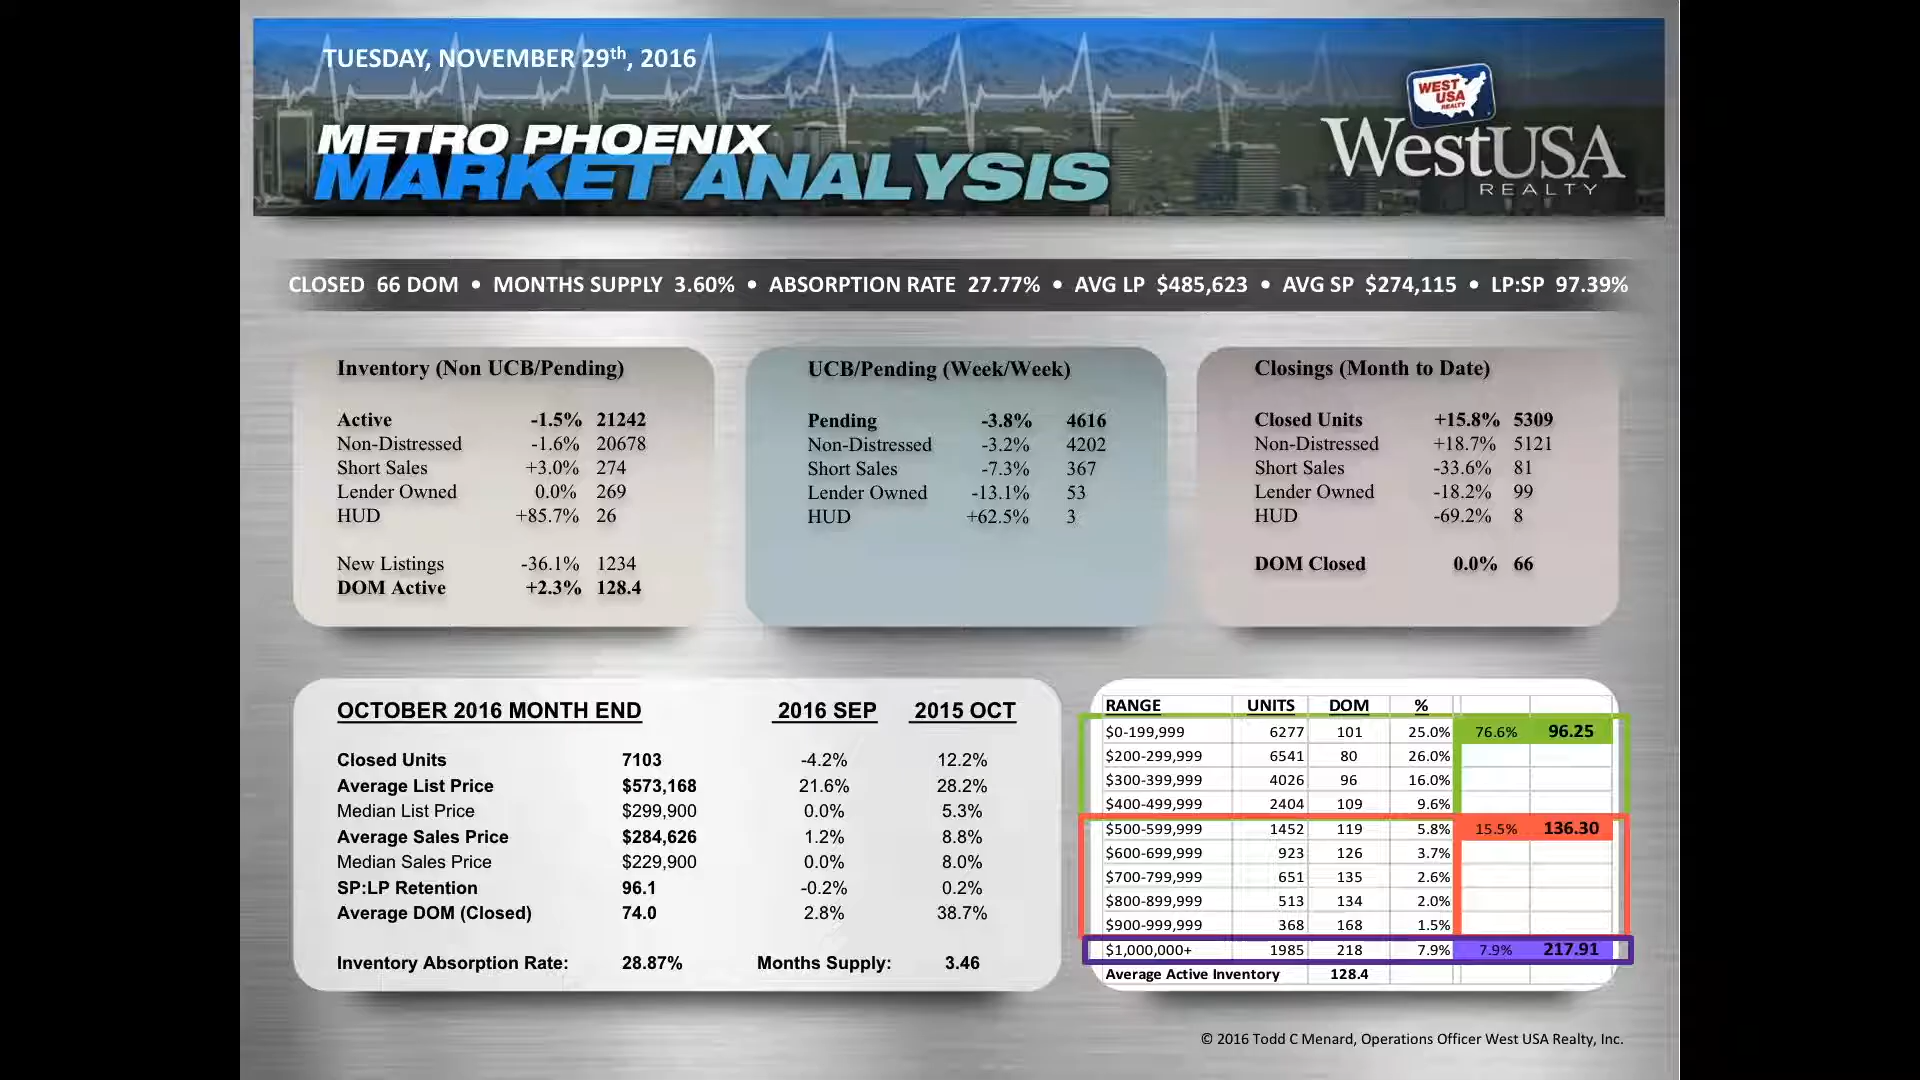 TUESDAY, NOVEMBER 29th, 2016
METRO PHOENIX
MARKET ANALYSIS
WEST
USA
REALTY
WestUSA
REALTY
CLOSED 66 DOM • MONTHS SUPPLY 3.60% • ABSORPTION RATE 27.77% • AVG LP $485,623 • AVG SP $274,115 • LP:SP 97.39%
Inventory (Non UCB/Pending)
Active -1.5% 21242
Non-Distressed -1.6% 20678
Short Sales +3.0% 274
Lender Owned 0.0% 269
HUD +85.7% 26
New Listings -36.1% 1234
DOM Active +2.3% 128.4
UCB/Pending (Week/Week)
Pending -3.8% 4616
Non-Distressed -3.2% 4202
Short Sales -7.3% 367
Lender Owned -13.1% 53
HUD +62.5% 3
Closings (Month to Date)
Closed Units +15.8% 5309
Non-Distressed +18.7% 5121
Short Sales -33.6% 81
Lender Owned -18.2% 99
HUD -69.2% 8
DOM Closed 0.0% 66
OCTOBER 2016 MONTH END 2016 SEP 2015 OCT
Closed Units 7103 -4.2% 12.2%
Average List Price $573,168 21.6% 28.2%
Median List Price $299,900 0.0% 5.3%
Average Sales Price $284,626 1.2% 8.8%
Median Sales Price $229,900 0.0% 8.0%
SP:LP Retention 96.1 -0.2% 0.2%
Average DOM (Closed) 74.0 2.8% 38.7%
Inventory Absorption Rate: 28.87% Months Supply: 3.46
RANGE UNITS DOM %
$0-199,999 6277 101 25.0% 76.6% 96.25
$200-299,999 6541 80 26.0%
$300-399,999 4026 96 16.0%
$400-499,999 2404 109 9.6%
$500-599,999 1452 119 5.8% 15.5% 136.30
$600-699,999 923 126 3.7%
$700-799,999 651 135 2.6%
$800-899,999 513 134 2.0%
$900-999,999 368 168 1.5%
$1,000,000+ 1985 218 7.9% 7.9% 217.91
Average Active Inventory 128.4
© 2016 Todd C Menard, Operations Officer West USA Realty, Inc.